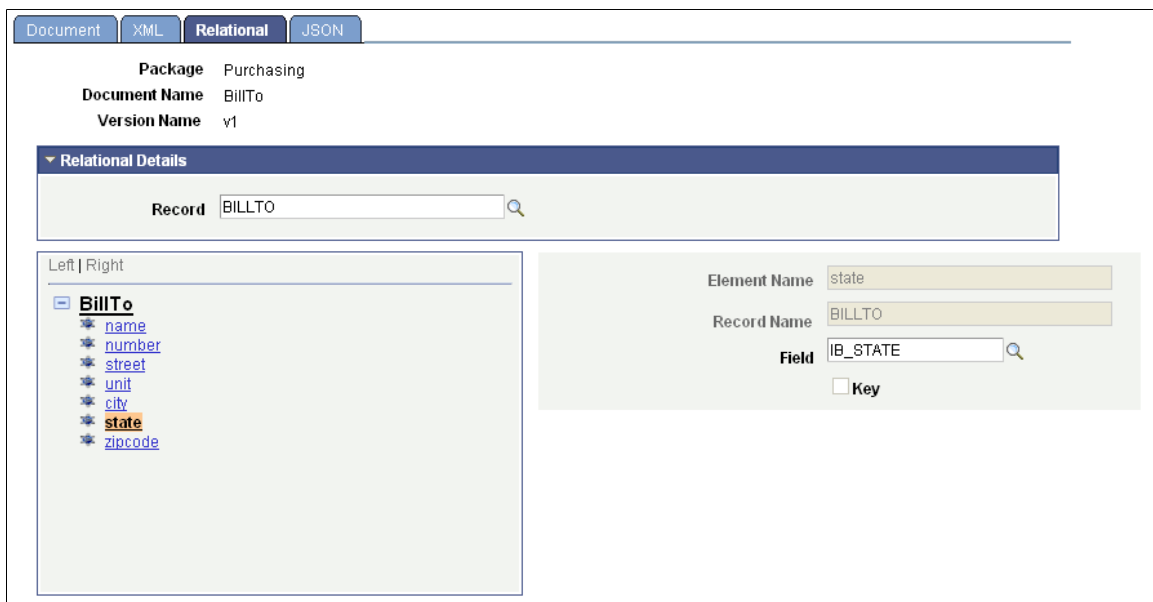 Document XML Relational JSON
Package Purchasing
Document Name BillTo
Version Name v1
Relational Details
Record BILLTO
Left | Right
BillTo
name
number
street
unit
city
state
zipcode
Element Name state
Record Name BILLTO
Field IB_STATE
Key